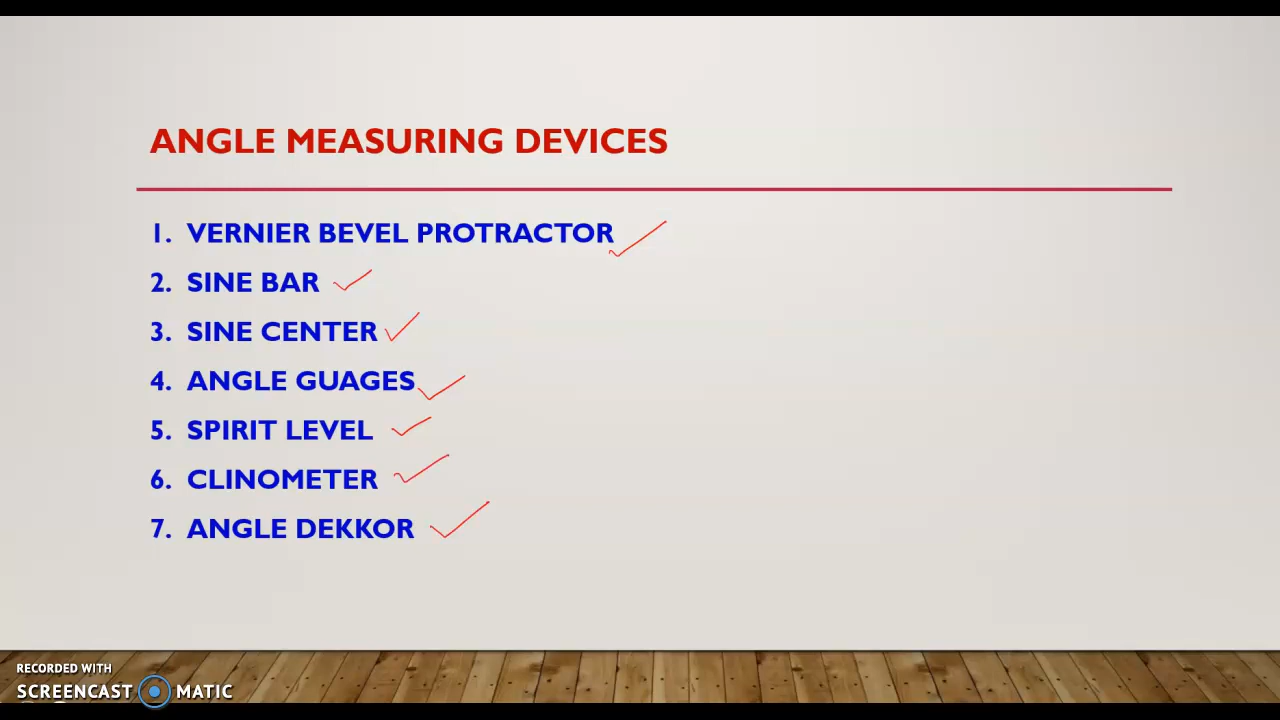 ANGLE MEASURING DEVICES
1. VERNIER BEVEL PROTRACTOR
2. SINE BAR
3. SINE CENTER
4. ANGLE GUAGES
5. SPIRIT LEVEL
6. CLINOMETER
7. ANGLE DEKKOR
RECORDED WITH
SCREENCAST MATIC